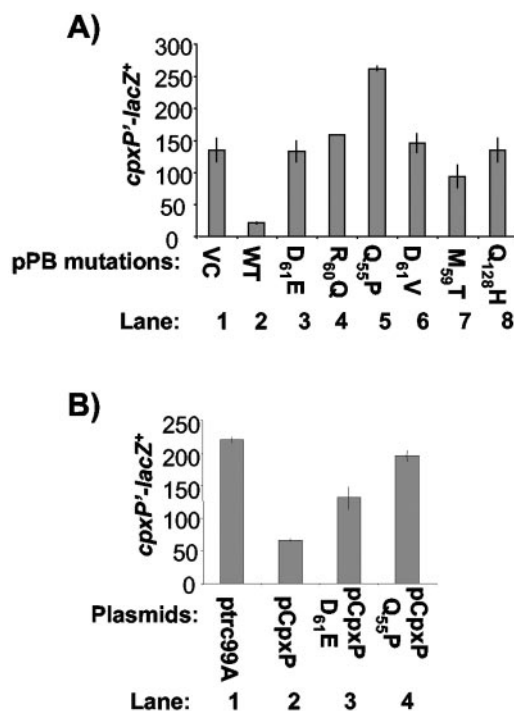 A)
cpxP'-lacZ+
300
250
200
150
100
50
0
pPB mutations: VC WT D61E R60Q Q55P D61V M59T Q128H
Lane: 1 2 3 4 5 6 7 8
B)
cpxP'-lacZ+
250
200
150
100
50
0
Plasmids: ptrc99A pCpxP pCpxP D61E pCpxP Q55P
Lane: 1 2 3 4